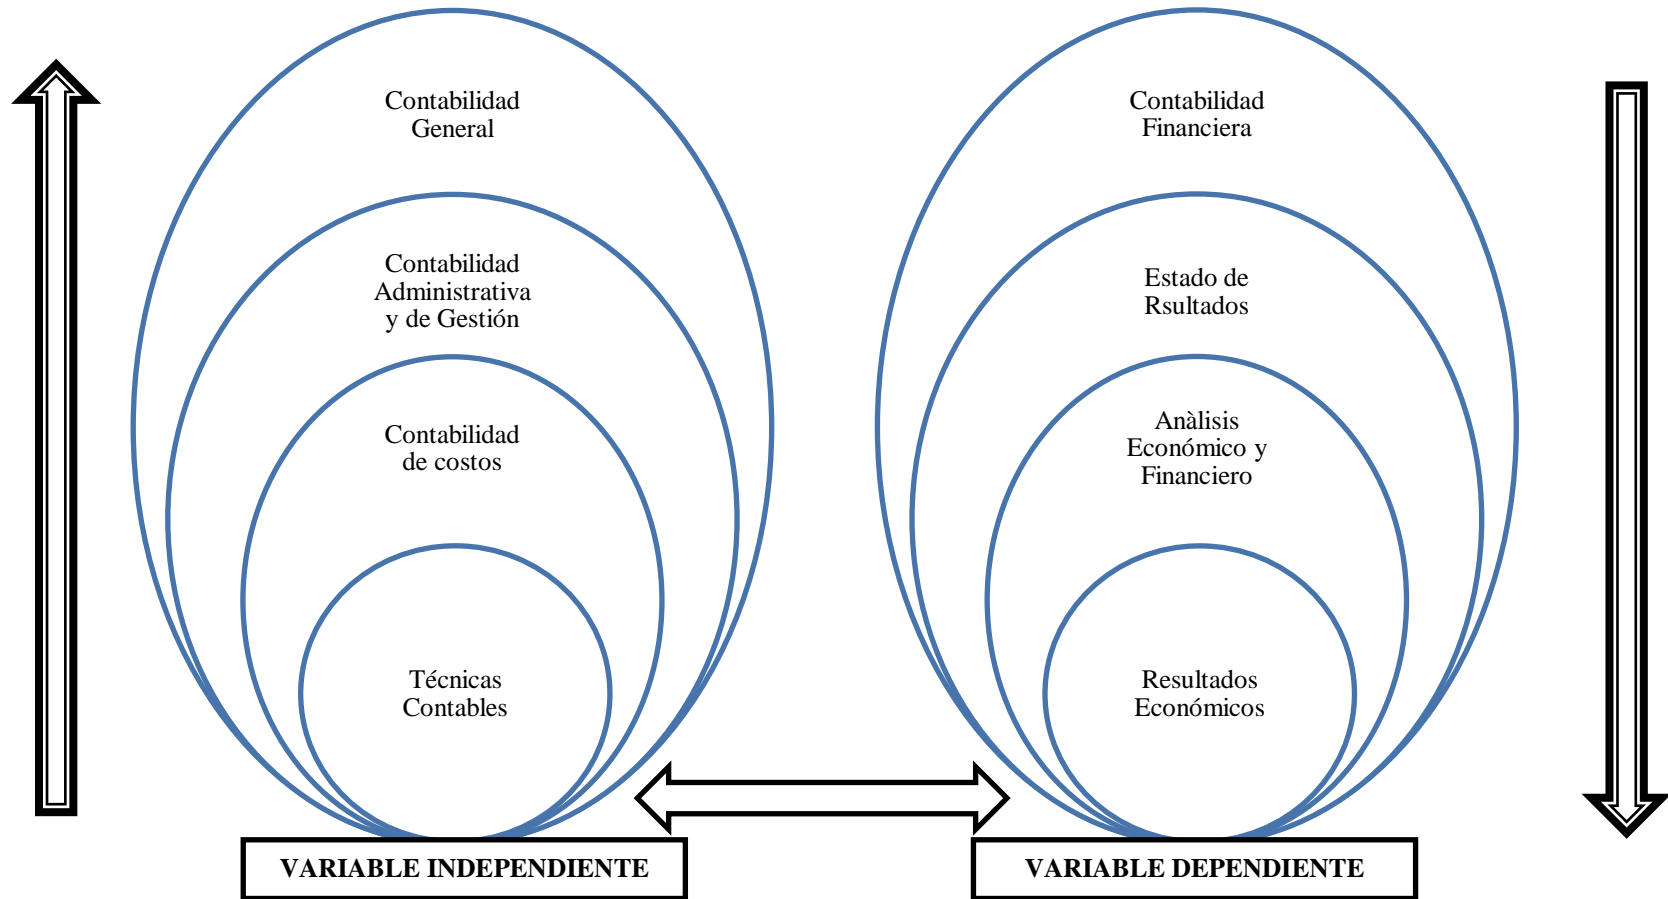 Contabilidad
General
Contabilidad
Administrativa
y de Gestión
Contabilidad
de costos
Técnicas
Contables
VARIABLE INDEPENDIENTE
Contabilidad
Financiera
Estado de
Rsultados
Anàlisis
Económico y
Financiero
Resultados
Económicos
VARIABLE DEPENDIENTE